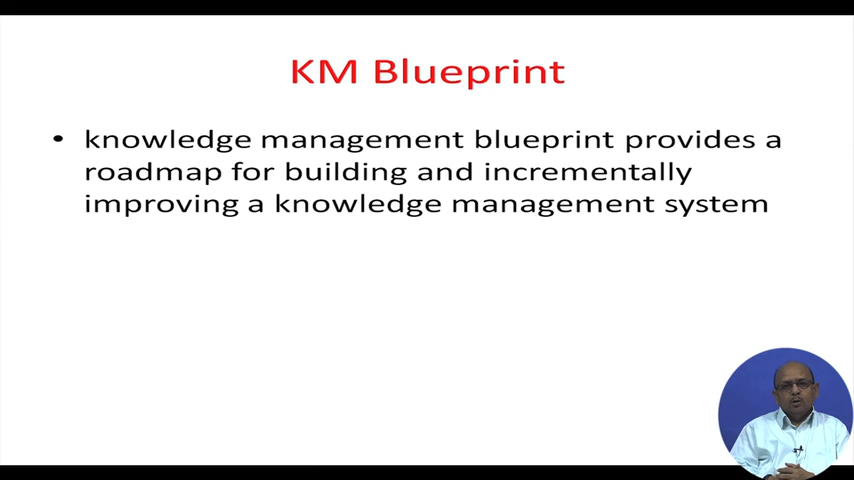 KM Blueprint
• knowledge management blueprint provides a
roadmap for building and incrementally
improving a knowledge management system